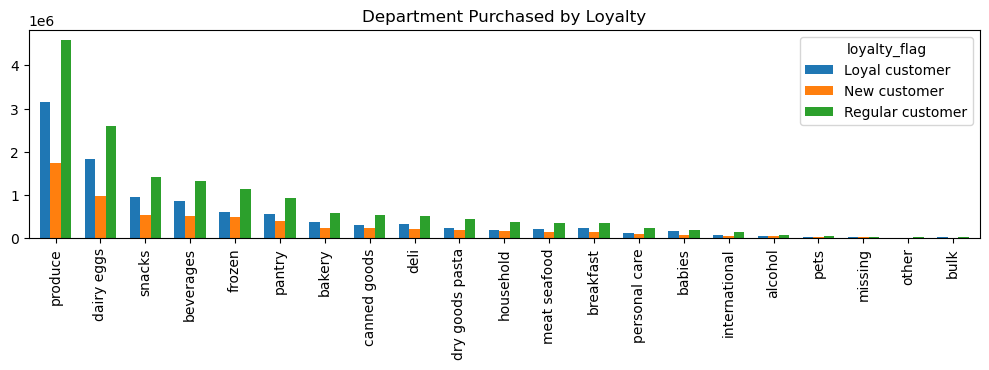 Department Purchased by Loyalty
1e6
4
3
2
1
0
loyalty_flag
Loyal customer
New customer
Regular customer
produce
dairy eggs
snacks
beverages
frozen
pantry
bakery
canned goods
deli
dry goods pasta
household
meat seafood
breakfast
personal care
babies
international
alcohol
pets
missing
other
bulk